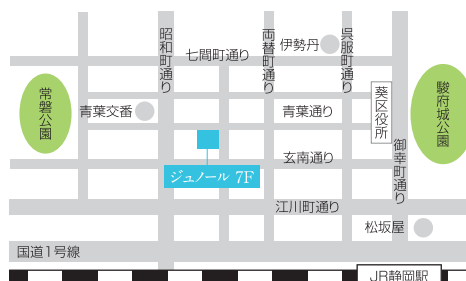 昭和町通り
両替町通り
伊勢丹
呉服町通り
七間町通り
常磐公園
青葉交番
青葉通り
葵区役所
駿府城公園
玄南通り
御幸町通り
ジュノール 7F
江川町通り
松坂屋
国道1号線
JR静岡駅